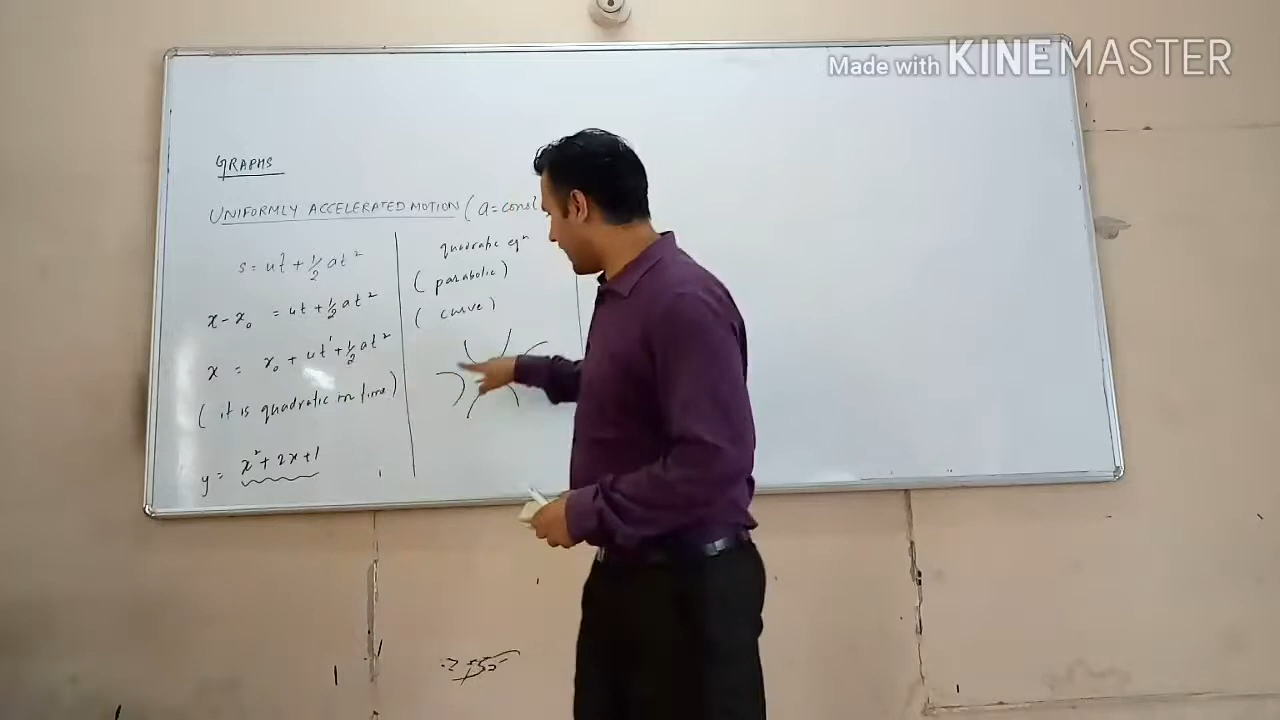 Made with KINEMASTER
GRAPHS
UNIFORMLY ACCELERATED MOTION (a = const
s = ut + 1/2 at²
x - x₀ = ut + 1/2 at²
x = x₀ + ut' + 1/2 at²
( it is quadratic in time)
y = x² + 2x + 1
quadratic eqn
( parabolic )
( curve )